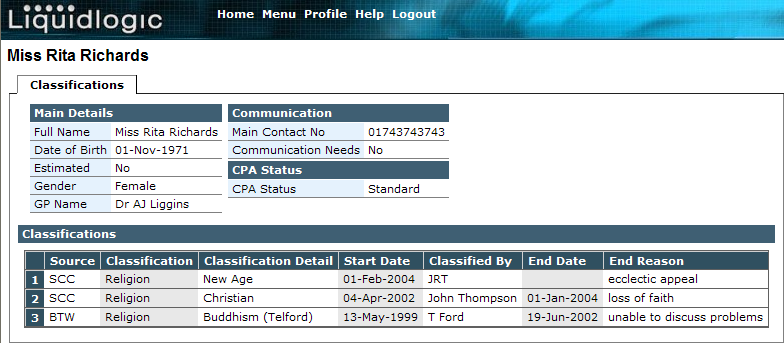 Liquidlogic Home Menu Profile Help Logout
Miss Rita Richards
Classifications
Main Details
Full Name Miss Rita Richards
Date of Birth 01-Nov-1971
Estimated No
Gender Female
GP Name Dr AJ Liggins
Communication
Main Contact No 01743743743
Communication Needs No
CPA Status
CPA Status Standard
Classifications
Source Classification Classification Detail Start Date Classified By End Date End Reason
1 SCC Religion New Age 01-Feb-2004 JRT ecclectic appeal
2 SCC Religion Christian 04-Apr-2002 John Thompson 01-Jan-2004 loss of faith
3 BTW Religion Buddhism (Telford) 13-May-1999 T Ford 19-Jun-2002 unable to discuss problems